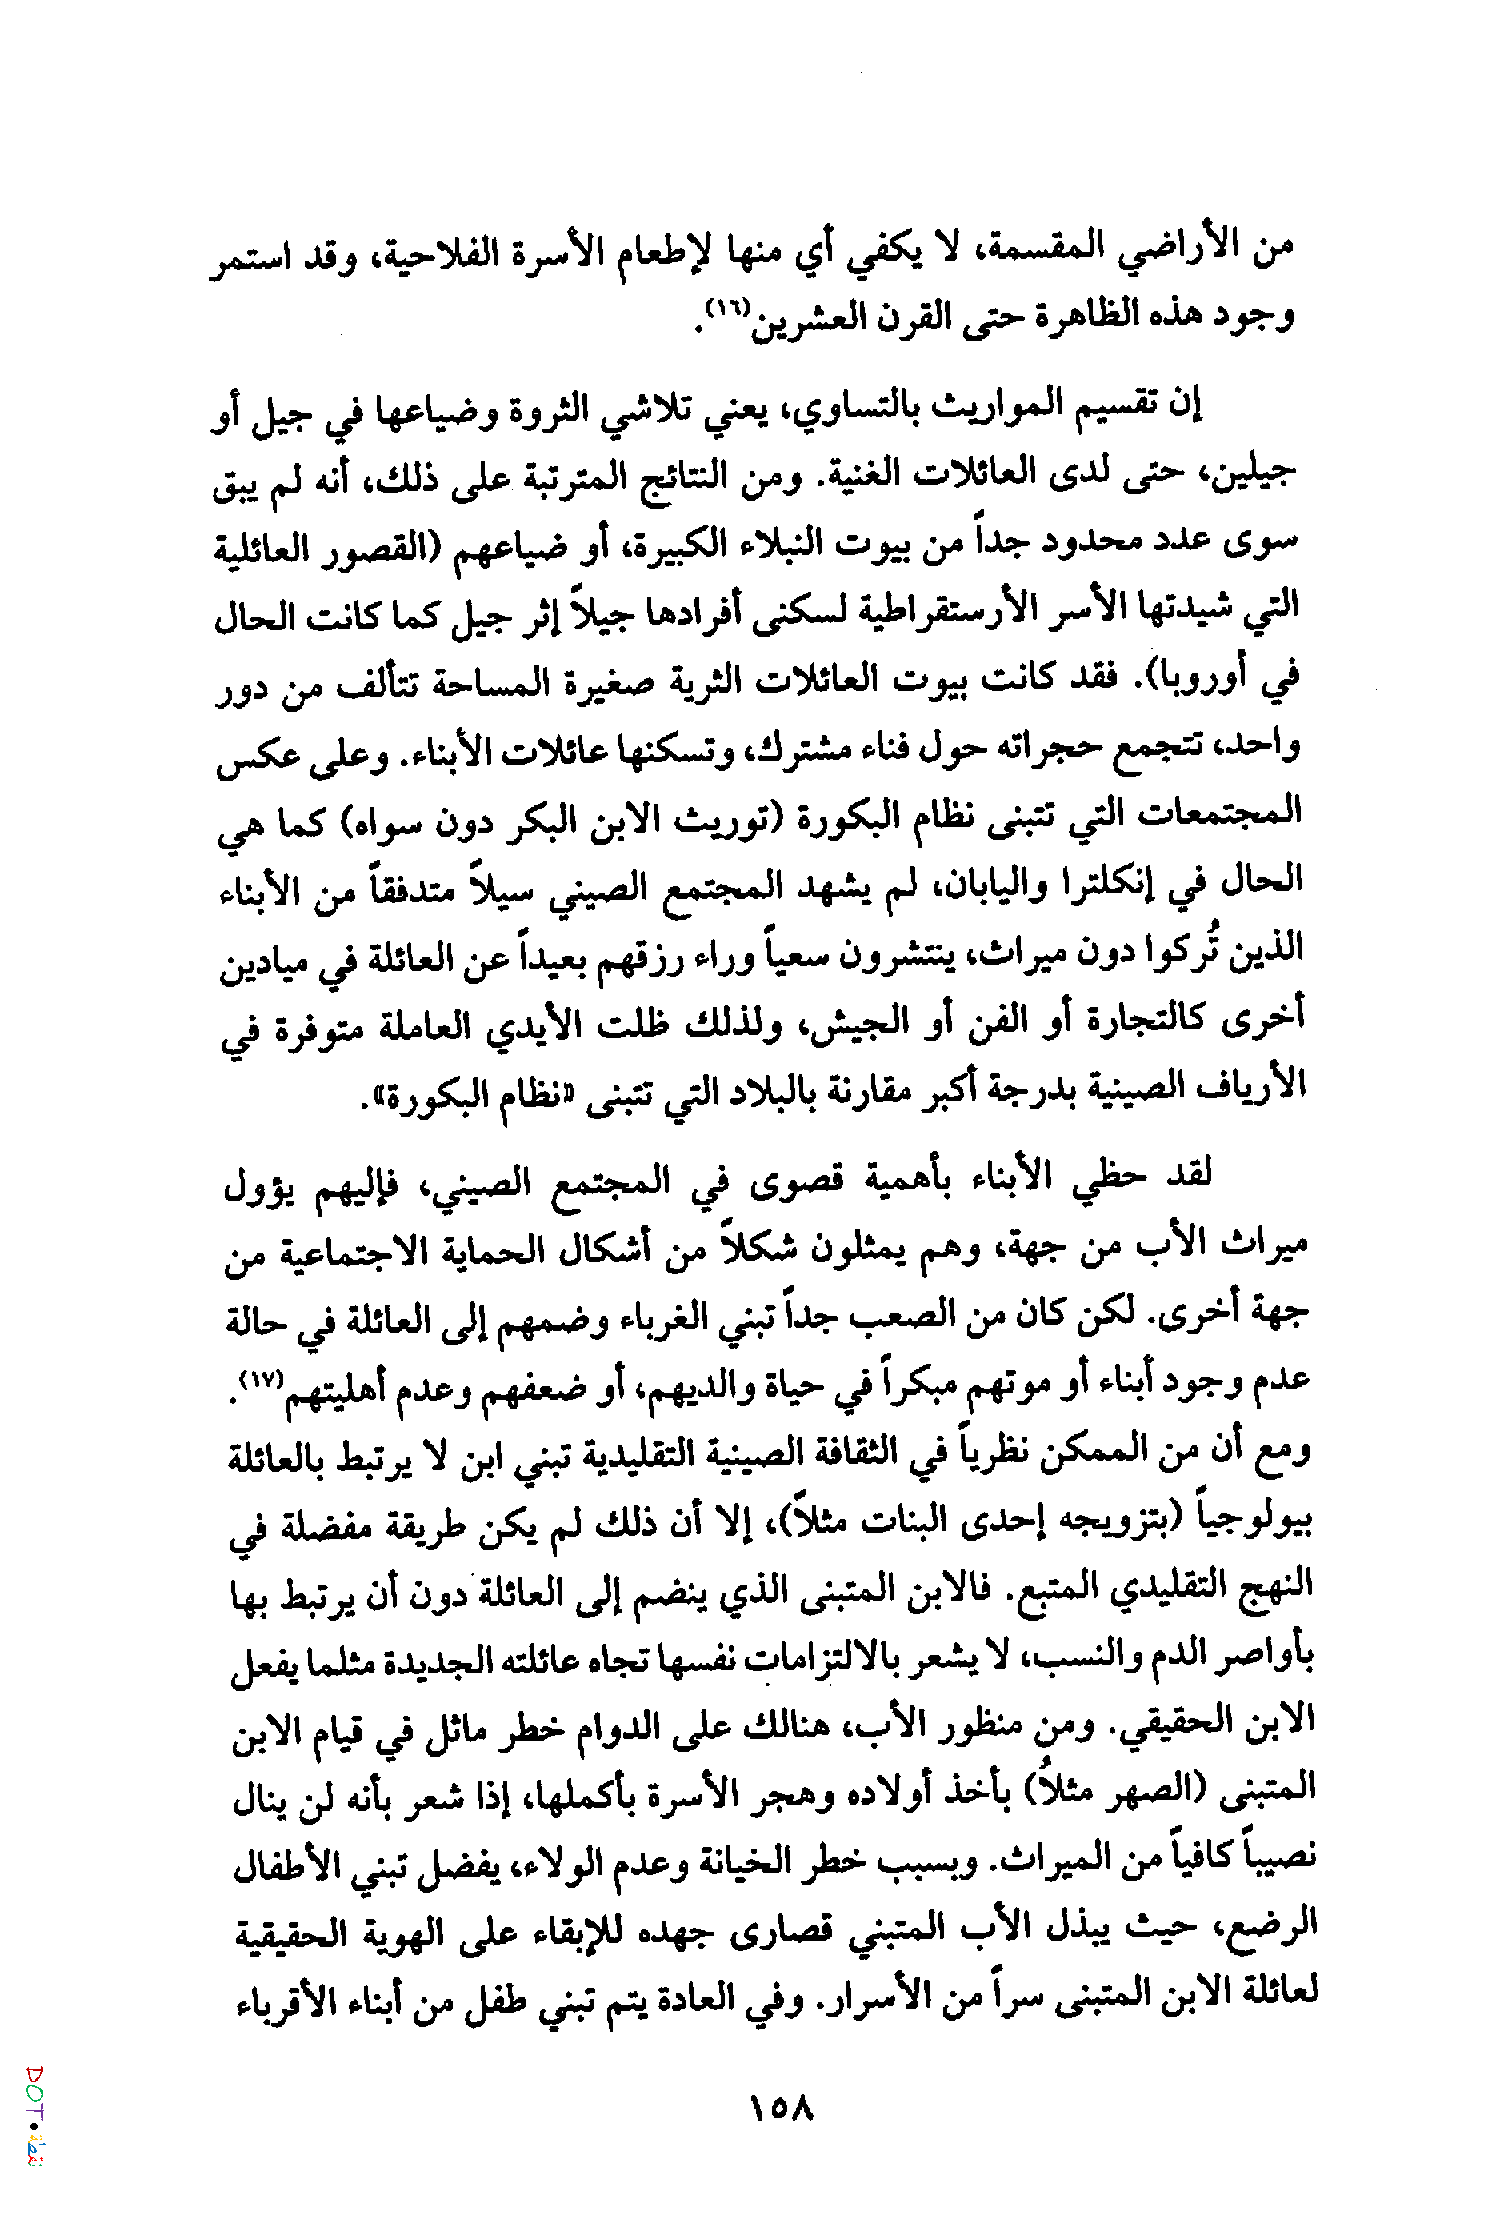 من الأراضي المقسمة، لا يكفي أي منها لإطعام الأسرة الفلاحية، وقد استمر
وجود هذه الظاهرة حتى القرن العشرين(١٦).
إن تقسيم المواريث بالتساوي، يعني تلاشي الثروة وضياعها في جيل أو
جيلين، حتى لدى العائلات الغنية. ومن النتائج المترتبة على ذلك، أنه لم يبق
سوى عدد محدود جداً من بيوت النبلاء الكبيرة، أو ضياعهم (القصور العائلية
التي شيدتها الأسر الأرستقراطية لسكنى أفرادها جيلاً إثر جيل كما كانت الحال
في أوروبا). فقد كانت بيوت العائلات الثرية صغيرة المساحة تتألف من دور
واحد، تتجمع حجراته حول فناء مشترك، وتسكنها عائلات الأبناء. وعلى عكس
المجتمعات التي تتبنى نظام البكورة (توريث الابن البكر دون سواه) كما هي
الحال في إنكلترا واليابان، لم يشهد المجتمع الصيني سيلاً متدفقاً من الأبناء
الذين تُركوا دون ميراث، ينتشرون سعياً وراء رزقهم بعيداً عن العائلة في ميادين
أخرى كالتجارة أو الفن أو الجيش، ولذلك ظلت الأيدي العاملة متوفرة في
الأرياف الصينية بدرجة أكبر مقارنة بالبلاد التي تتبنى «نظام البكورة».
لقد حظي الأبناء بأهمية قصوى في المجتمع الصيني، فإليهم يؤول
ميراث الأب من جهة، وهم يمثلون شكلاً من أشكال الحماية الاجتماعية من
جهة أخرى. لكن كان من الصعب جداً تبني الغرباء وضمهم إلى العائلة في حالة
عدم وجود أبناء أو موتهم مبكراً في حياة والديهم، أو ضعفهم وعدم أهليتهم(١٧).
ومع أن من الممكن نظرياً في الثقافة الصينية التقليدية تبني ابن لا يرتبط بالعائلة
بيولوجياً (بتزويجه إحدى البنات مثلاً)، إلا أن ذلك لم يكن طريقة مفضلة في
النهج التقليدي المتبع. فالابن المتبنى الذي ينضم إلى العائلة دون أن يرتبط بها
بأواصر الدم والنسب، لا يشعر بالالتزامات نفسها تجاه عائلته الجديدة مثلما يفعل
الابن الحقيقي. ومن منظور الأب، هنالك على الدوام خطر ماثل في قيام الابن
المتبنى (الصهر مثلاُ) بأخذ أولاده وهجر الأسرة بأكملها، إذا شعر بأنه لن ينال
نصيباً كافياً من الميراث. وبسبب خطر الخيانة وعدم الولاء، يفضل تبني الأطفال
الرضع، حيث يبذل الأب المتبني قصارى جهده للإبقاء على الهوية الحقيقية
لعائلة الابن المتبنى سراً من الأسرار. وفي العادة يتم تبني طفل من أبناء الأقرباء
١٥٨
DOT نقطة